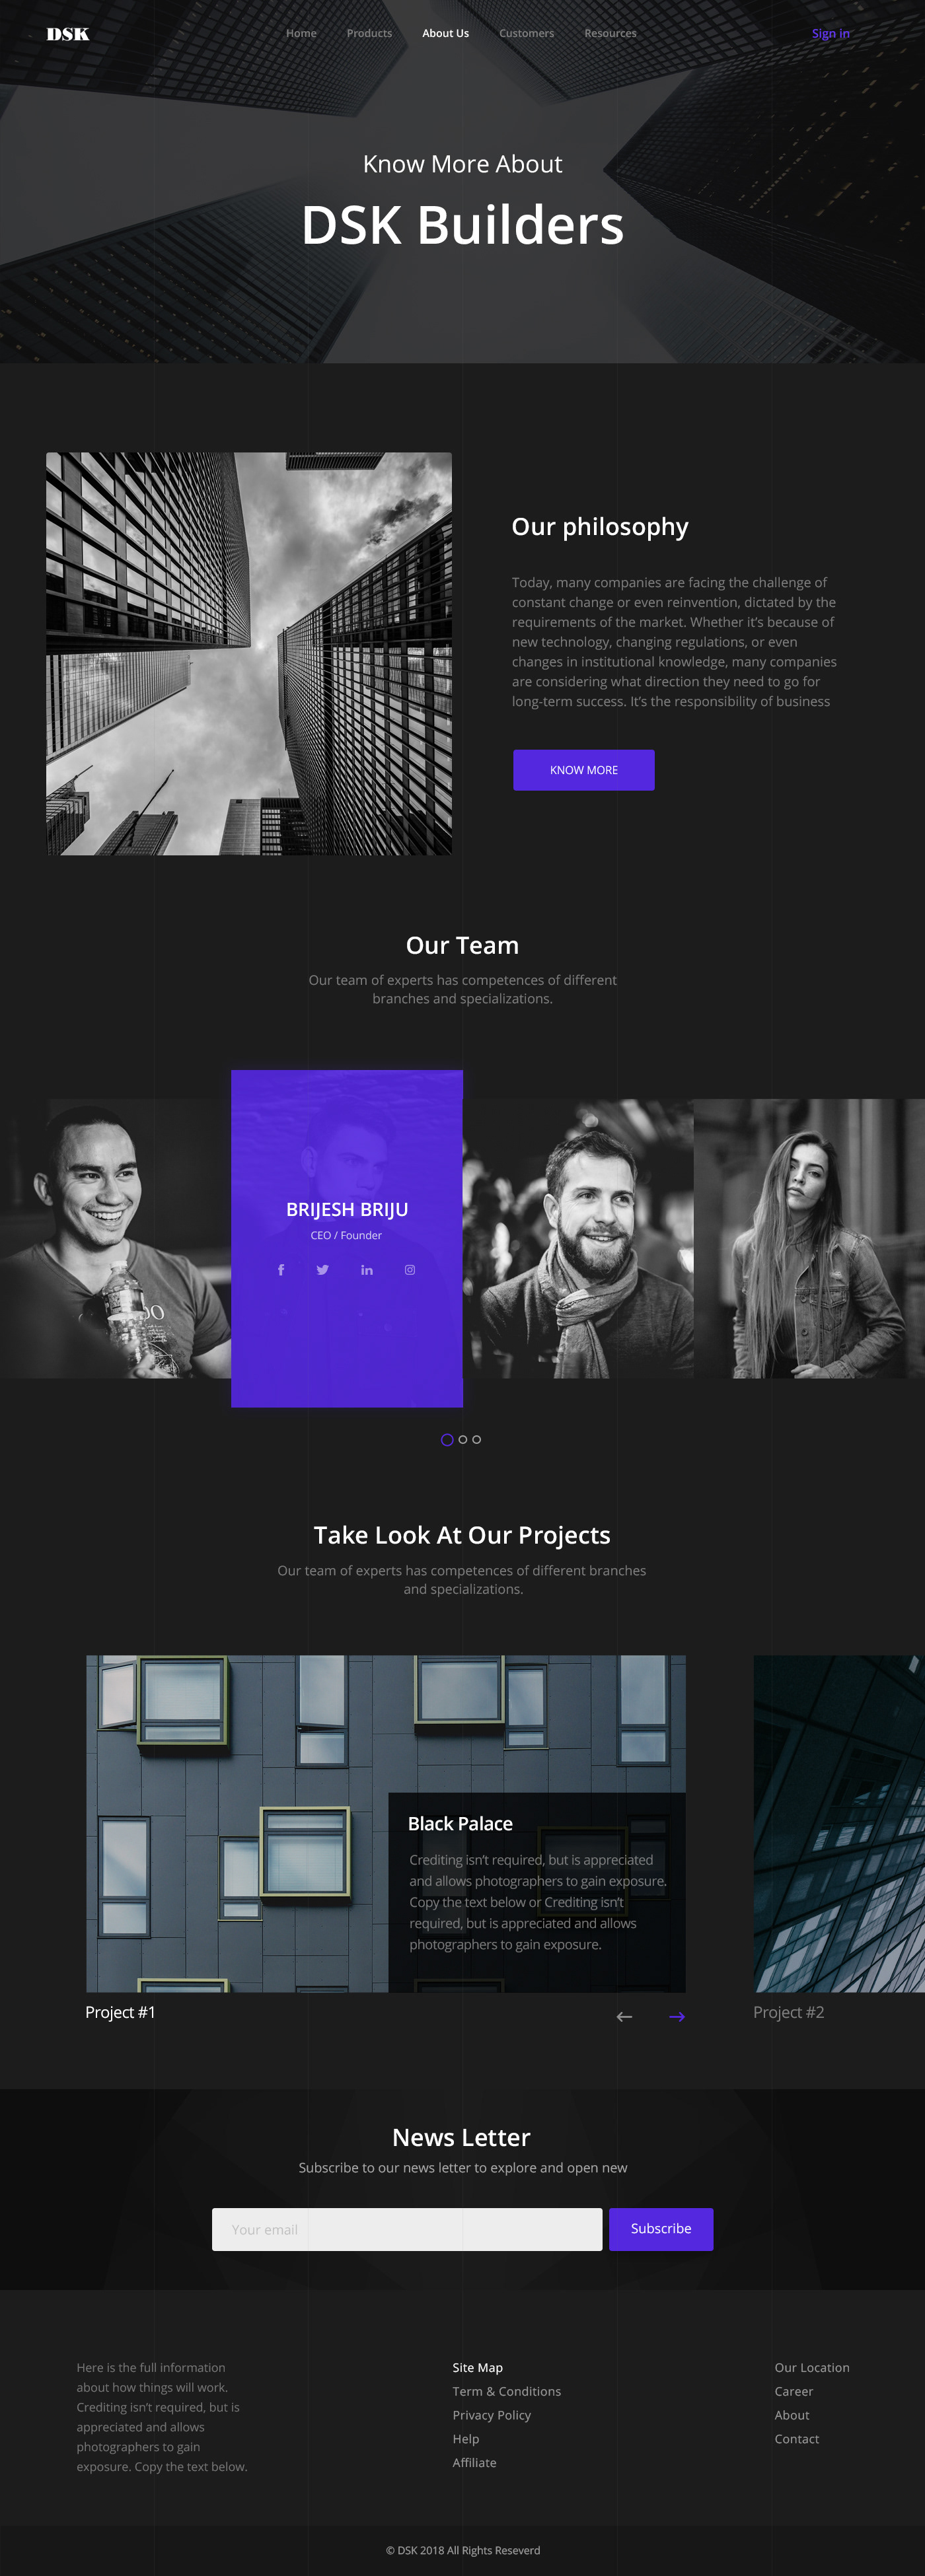 DSK
Home Products About Us Customers Resources
Sign in
Know More About
DSK Builders
Our philosophy
Today, many companies are facing the challenge of
constant change or even reinvention, dictated by the
requirements of the market. Whether it’s because of
new technology, changing regulations, or even
changes in institutional knowledge, many companies
are considering what direction they need to go for
long-term success. It’s the responsibility of business
KNOW MORE
Our Team
Our team of experts has competences of different
branches and specializations.
BRIJESH BRIJU
CEO / Founder
Take Look At Our Projects
Our team of experts has competences of different branches
and specializations.
Black Palace
Crediting isn’t required, but is appreciated
and allows photographers to gain exposure.
Copy the text below or Crediting isn’t
required, but is appreciated and allows
photographers to gain exposure.
Project #1
Project #2
News Letter
Subscribe to our news letter to explore and open new
Your email
Subscribe
Here is the full information
about how things will work.
Crediting isn’t required, but is
appreciated and allows
photographers to gain
exposure. Copy the text below.
Site Map
Term & Conditions
Privacy Policy
Help
Affiliate
Our Location
Career
About
Contact
© DSK 2018 All Rights Reseverd